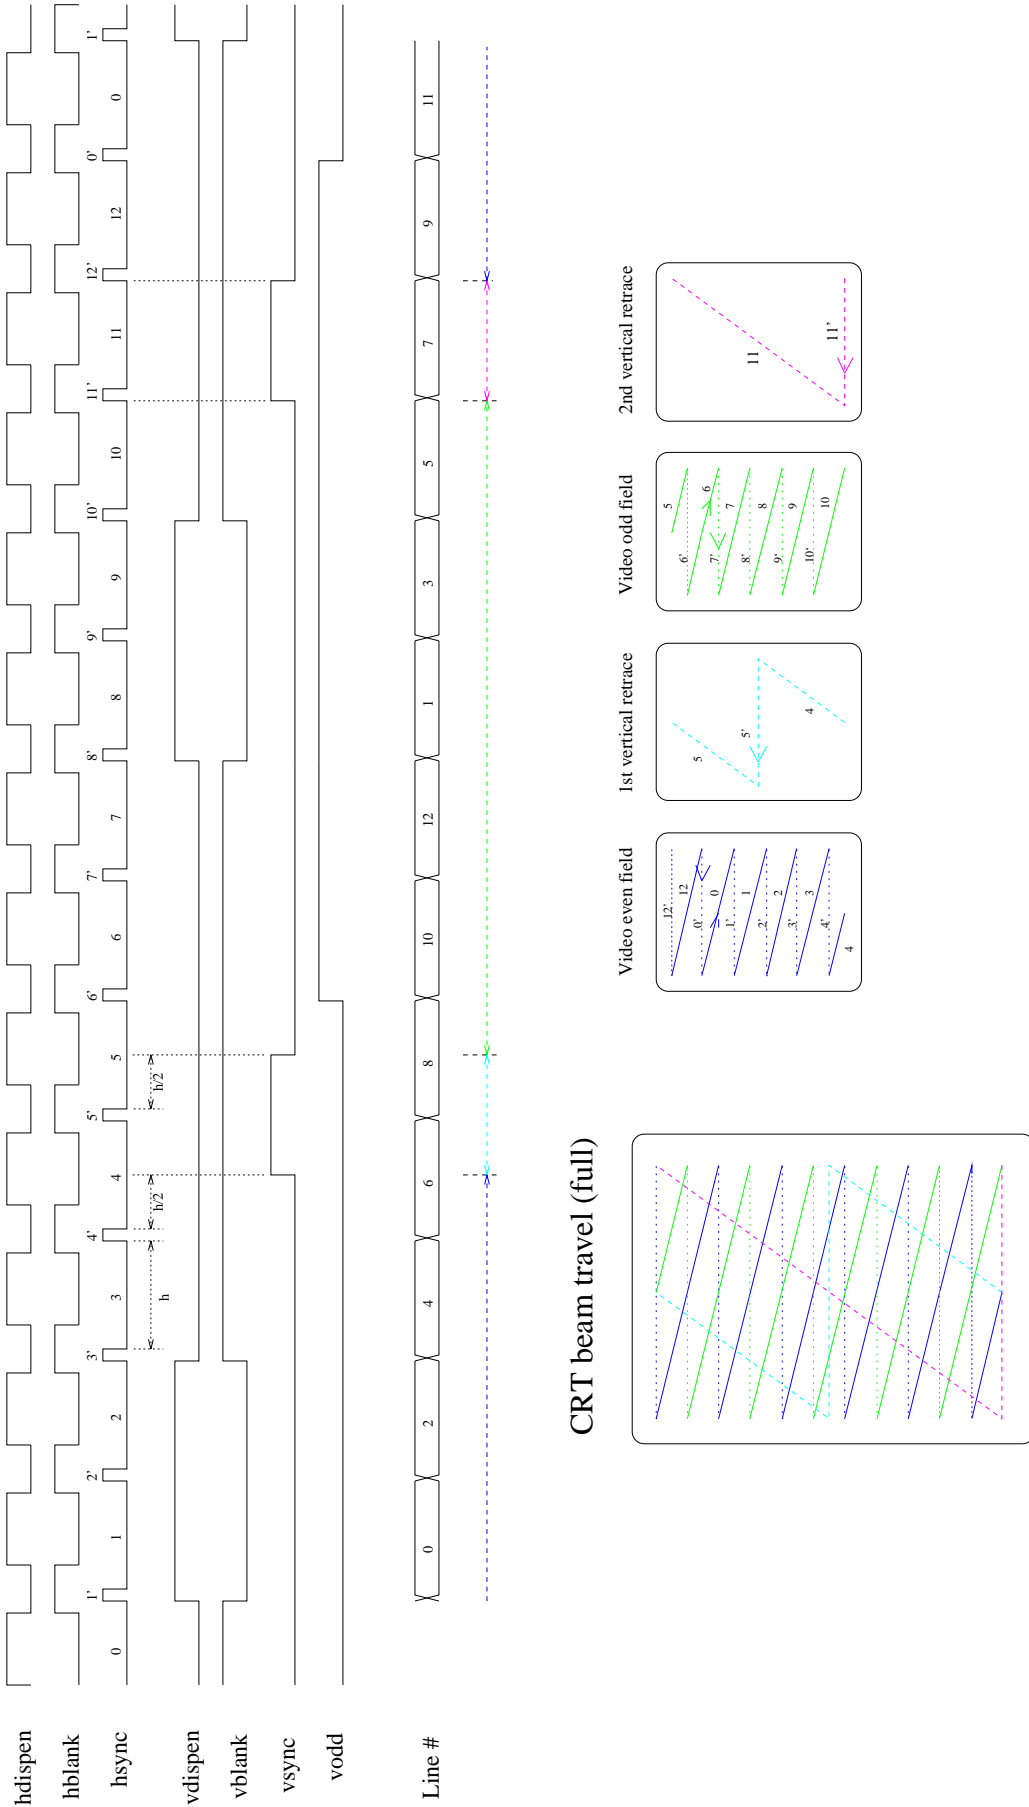 hdispen
hblank
hsync
0 1' 1 2' 2 3' 3 4' 4 5' 5 6' 6 7' 7 8' 8 9' 9 10' 10 11' 11 12' 12 0' 0 1'
h h/2 h/2
vdispen
vblank
vsync
vodd
Line # 0 2 4 6 8 10 12 1 3 5 7 9 11
CRT beam travel (full)
Video even field
12'
12
0'
0
1'
1
2'
2
3'
3
4'
4
1st vertical retrace
5
5'
4
Video odd field
5
6'
6
7'
7
8'
8
9'
9
10'
10
2nd vertical retrace
11
11'